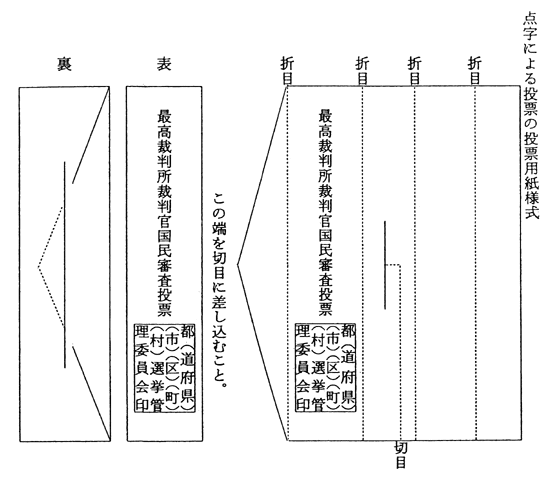 点字による投票の投票用紙様式
折目
折目
折目
折目
切目
最高裁判所裁判官国民審査投票
都(道府県)
(市)(区)(町)
(村)選挙管
理委員会印
この端を切目に差し込むこと。
表
最高裁判所裁判官国民審査投票
都(道府県)
(市)(区)(町)
(村)選挙管
理委員会印
裏